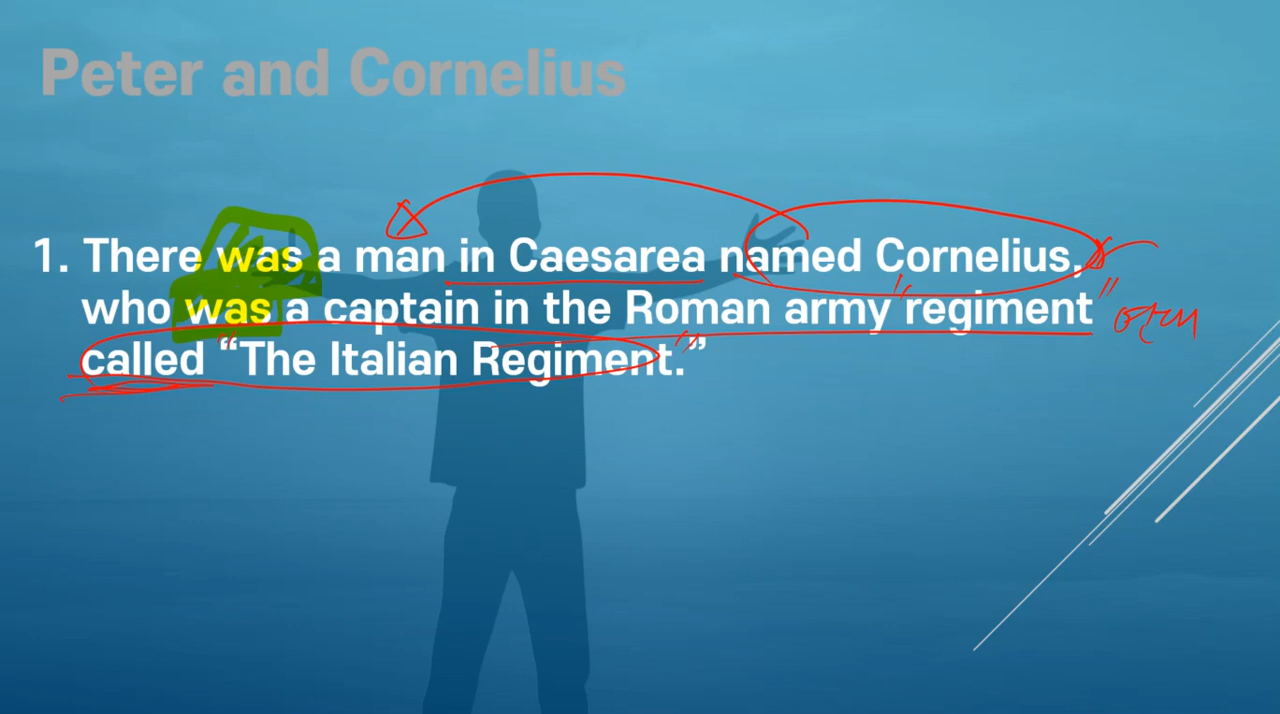 Peter and Cornelius
1. There was a man in Caesarea named Cornelius,
who was a captain in the Roman army regiment
called “The Italian Regiment.”